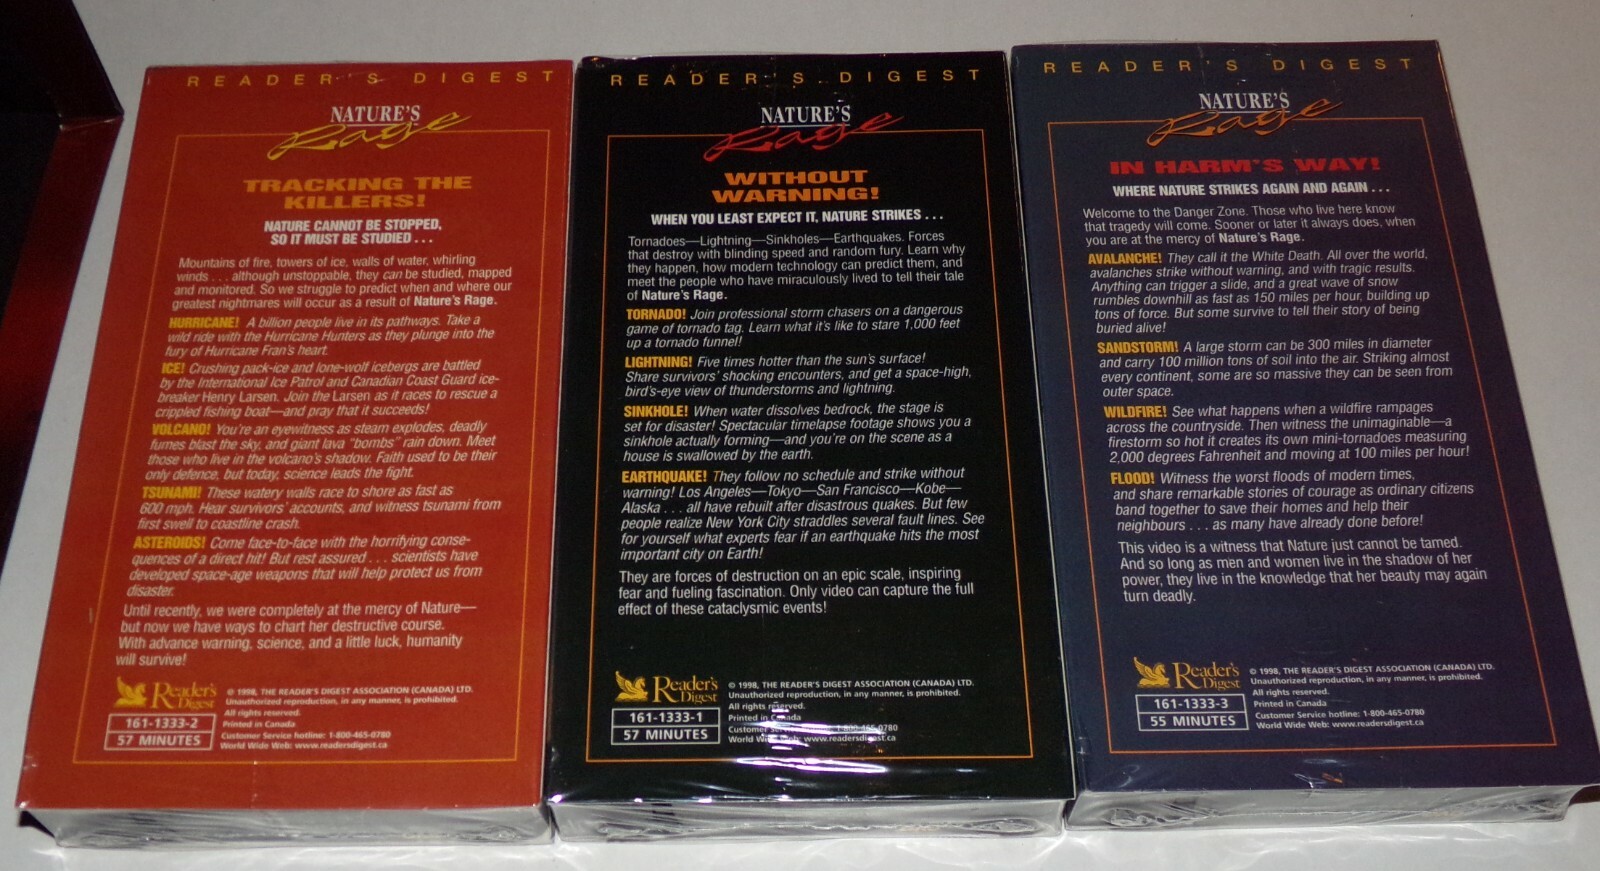 READER'S DIGEST
NATURE'S
Rage
TRACKING THE
KILLERS!
NATURE CANNOT BE STOPPED,
SO IT MUST BE STUDIED . . .
Mountains of fire, towers of ice, walls of water, whirling
winds . . . although unstoppable, they can be studied, mapped
and monitored. So we struggle to predict when and where our
greatest nightmares will occur as a result of Nature's Rage.
HURRICANE! A billion people live in its pathways. Take a
wild ride with the Hurricane Hunters as they plunge into the
fury of Hurricane Fran's heart.
ICE! Crushing pack-ice and lone-wolf icebergs are battled
by the International Ice Patrol and Canadian Coast Guard ice-
breaker Henry Larsen. Join the Larsen as it races to rescue a
crippled fishing boat—and pray that it succeeds!
VOLCANO! You're an eyewitness as steam explodes, deadly
fumes blast the sky, and giant lava "bombs" rain down. Meet
those who live in the volcano's shadow. Faith used to be their
only defence, but today, science leads the fight.
TSUNAMI! These watery walls race to shore as fast as
600 mph. Hear survivors' accounts, and witness tsunami from
first swell to coastline crash.
ASTEROIDS! Come face-to-face with the horrifying conse-
quences of a direct hit! But rest assured . . . scientists have
developed space-age weapons that will help protect us from
disaster.
Until recently, we were completely at the mercy of Nature—
but now we have ways to chart her destructive course.
With advance warning, science, and a little luck, humanity
will survive!
Reader's
Digest
© 1998, THE READER'S DIGEST ASSOCIATION (CANADA) LTD.
Unauthorized reproduction, in any manner, is prohibited.
All rights reserved.
Printed in Canada
Customer Service hotline: 1-800-465-0780
World Wide Web: www.readersdigest.ca
161-1333-2
57 MINUTES
READER'S DIGEST
NATURE'S
Rage
WITHOUT
WARNING!
WHEN YOU LEAST EXPECT IT, NATURE STRIKES . . .
Tornadoes—Lightning—Sinkholes—Earthquakes. Forces
that destroy with blinding speed and random fury. Learn why
they happen, how modern technology can predict them, and
meet the people who have miraculously lived to tell their tale
of Nature's Rage.
TORNADO! Join professional storm chasers on a dangerous
game of tornado tag. Learn what it's like to stare 1,000 feet
up a tornado funnel!
LIGHTNING! Five times hotter than the sun's surface!
Share survivors' shocking encounters, and get a space-high,
bird's-eye view of thunderstorms and lightning.
SINKHOLE! When water dissolves bedrock, the stage is
set for disaster! Spectacular timelapse footage shows you a
sinkhole actually forming—and you're on the scene as a
house is swallowed by the earth.
EARTHQUAKE! They follow no schedule and strike without
warning! Los Angeles—Tokyo—San Francisco—Kobe—
Alaska . . . all have rebuilt after disastrous quakes. But few
people realize New York City straddles several fault lines. See
for yourself what experts fear if an earthquake hits the most
important city on Earth!
They are forces of destruction on an epic scale, inspiring
fear and fueling fascination. Only video can capture the full
effect of these cataclysmic events!
Reader's
Digest
© 1998, THE READER'S DIGEST ASSOCIATION (CANADA) LTD.
Unauthorized reproduction, in any manner, is prohibited.
All rights reserved.
Printed in Canada
Customer Service hotline: 1-800-465-0780
World Wide Web: www.readersdigest.ca
161-1333-1
57 MINUTES
READER'S DIGEST
NATURE'S
Rage
IN HARM'S WAY!
WHERE NATURE STRIKES AGAIN AND AGAIN . . .
Welcome to the Danger Zone. Those who live here know
that tragedy will come. Sooner or later it always does, when
you are at the mercy of Nature's Rage.
AVALANCHE! They call it the White Death. All over the world,
avalanches strike without warning, and with tragic results.
Anything can trigger a slide, and a great wave of snow
rumbles downhill as fast as 150 miles per hour, building up
tons of force. But some survive to tell their story of being
buried alive!
SANDSTORM! A large storm can be 300 miles in diameter
and carry 100 million tons of soil into the air. Striking almost
every continent, some are so massive they can be seen from
outer space.
WILDFIRE! See what happens when a wildfire rampages
across the countryside. Then witness the unimaginable—a
firestorm so hot it creates its own mini-tornadoes measuring
2,000 degrees Fahrenheit and moving at 100 miles per hour!
FLOOD! Witness the worst floods of modern times,
and share remarkable stories of courage as ordinary citizens
band together to save their homes and help their
neighbours . . . as many have already done before!
This video is a witness that Nature just cannot be tamed.
And so long as men and women live in the shadow of her
power, they live in the knowledge that her beauty may again
turn deadly.
Reader's
Digest
© 1998, THE READER'S DIGEST ASSOCIATION (CANADA) LTD.
Unauthorized reproduction, in any manner, is prohibited.
All rights reserved.
Printed in Canada
Customer Service hotline: 1-800-465-0780
World Wide Web: www.readersdigest.ca
161-1333-3
55 MINUTES